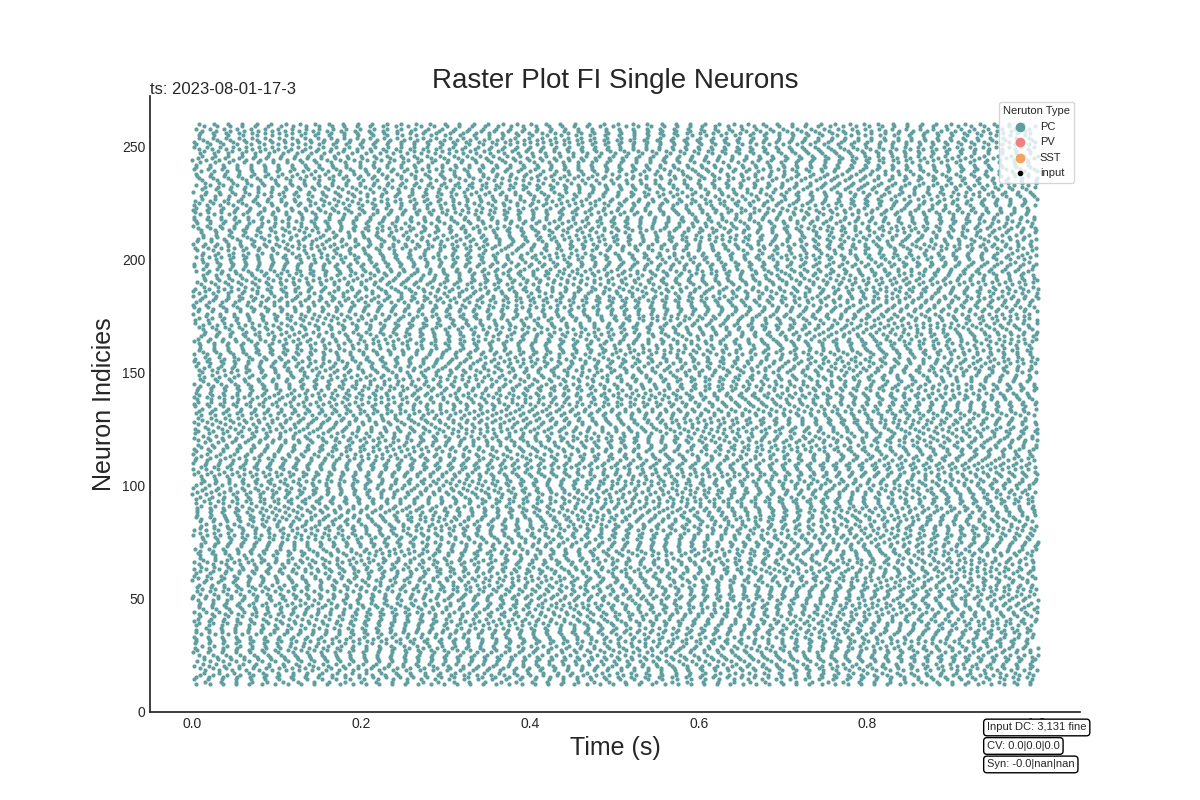 Raster Plot FI Single Neurons
ts: 2023-08-01-17-3
Neruton Type
PC
PV
SST
input
250
200
150
100
50
0
Neuron Indicies
0.0 0.2 0.4 0.6 0.8
Time (s)
Input DC: 3,131 fine
CV: 0.0|0.0|0.0
Syn: -0.0|nan|nan